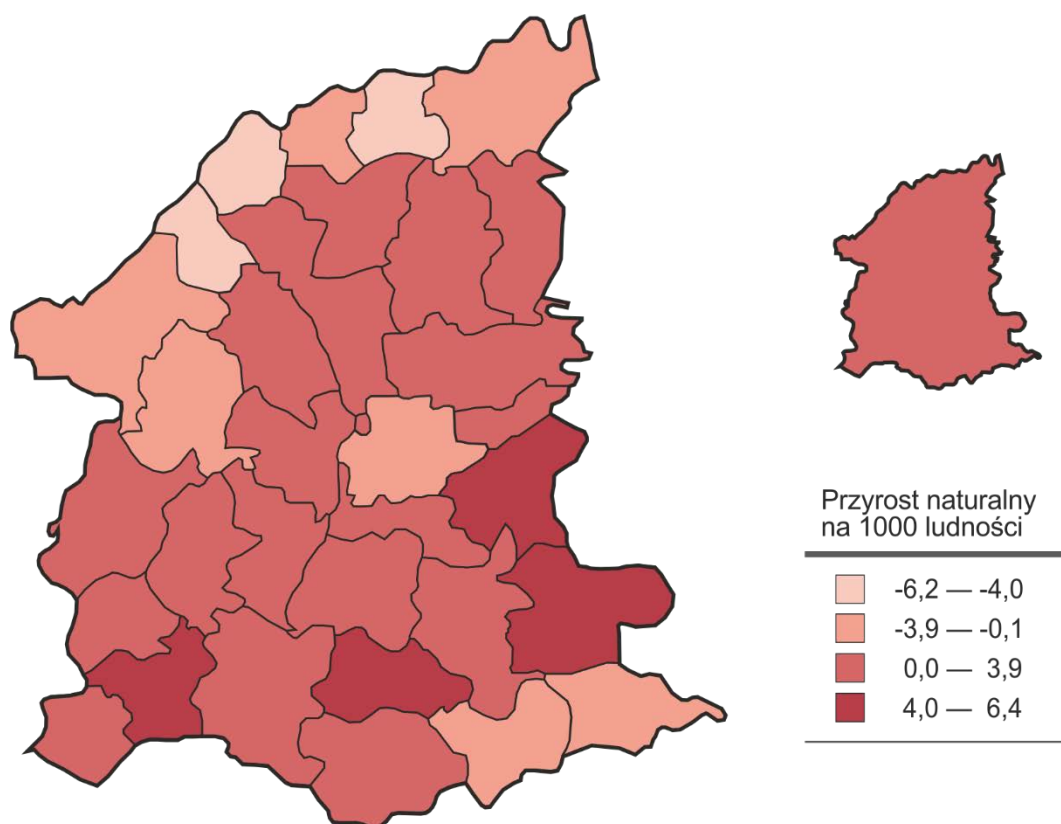 Przyrost naturalny
na 1000 ludności
-6,2 — -4,0
-3,9 — -0,1
0,0 — 3,9
4,0 — 6,4